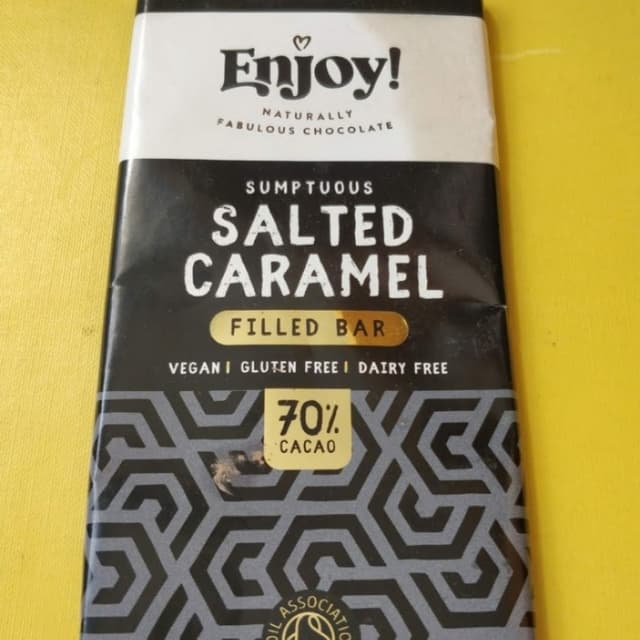 Enjoy!
NATURALLY
FABULOUS CHOCOLATE
SUMPTUOUS
SALTED
CARAMEL
FILLED BAR
VEGAN | GLUTEN FREE | DAIRY FREE
70%
CACAO